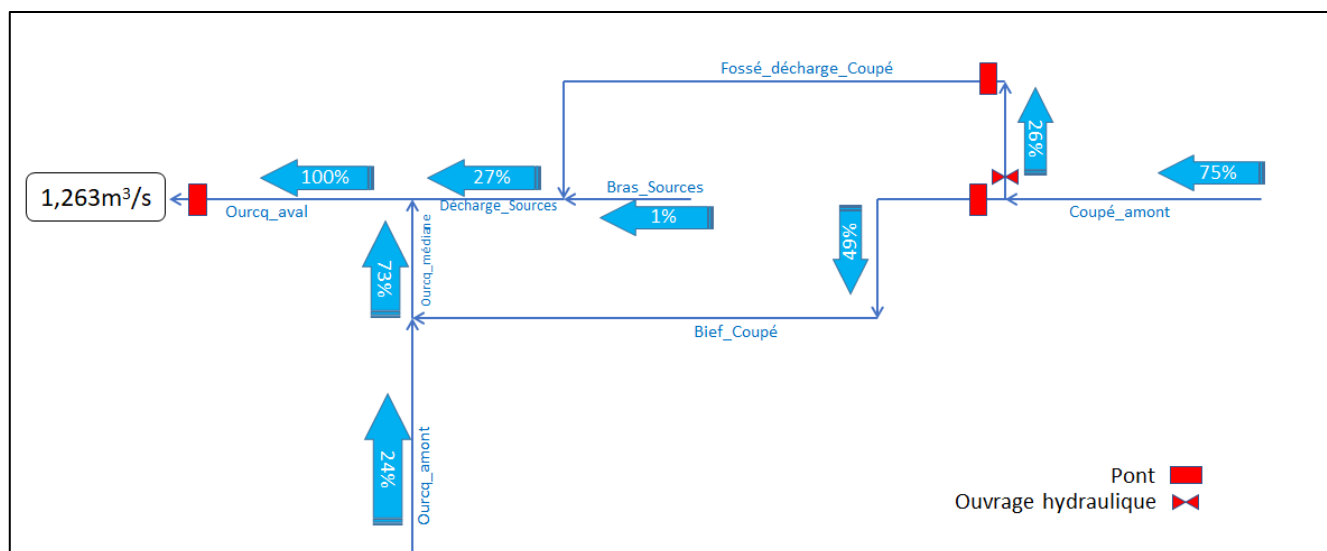 Fossé_décharge_Coupé
26%
100%
27%
Bras_Sources
75%
1,263m³/s
Ourcq_aval
Décharge_Sources
1%
Coupé_amont
73%
Ourcq_médiane
49%
Bief_Coupé
24%
Ourcq_amont
Pont
Ouvrage hydraulique